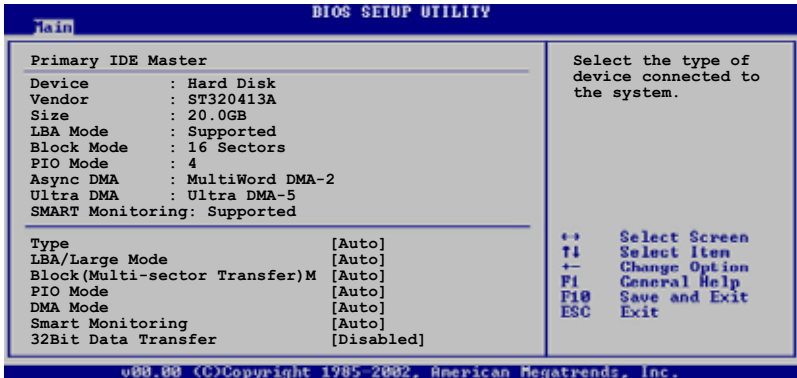 BIOS SETUP UTILITY
Main
Primary IDE Master
Device : Hard Disk
Vendor : ST320413A
Size : 20.0GB
LBA Mode : Supported
Block Mode : 16 Sectors
PIO Mode : 4
Async DMA : MultiWord DMA-2
Ultra DMA : Ultra DMA-5
SMART Monitoring: Supported
Type [Auto]
LBA/Large Mode [Auto]
Block(Multi-sector Transfer)M [Auto]
PIO Mode [Auto]
DMA Mode [Auto]
Smart Monitoring [Auto]
32Bit Data Transfer [Disabled]
Select the type of
device connected to
the system.
↔ Select Screen
↑↓ Select Item
+- Change Option
F1 General Help
F10 Save and Exit
ESC Exit
v00.00 (C)Copyright 1985-2002, American Megatrends, Inc.